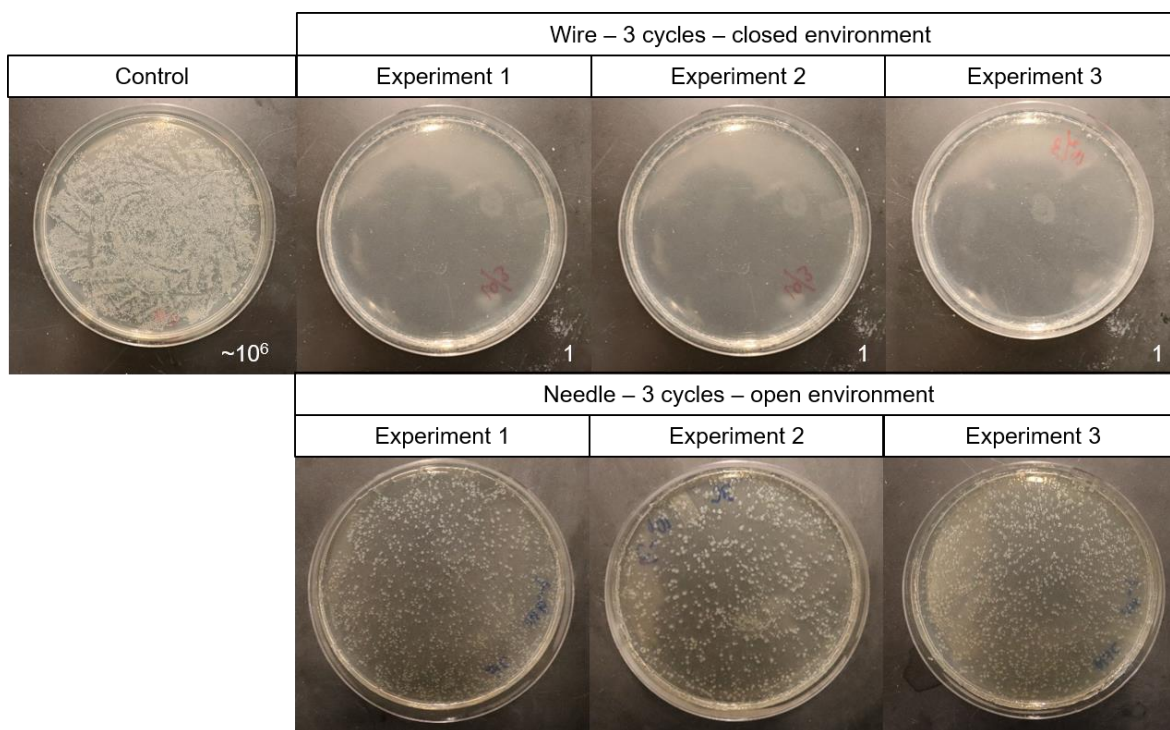 Wire – 3 cycles – closed environment
Control
Experiment 1
Experiment 2
Experiment 3
~10⁶
1
1
1
Needle – 3 cycles – open environment
Experiment 1
Experiment 2
Experiment 3